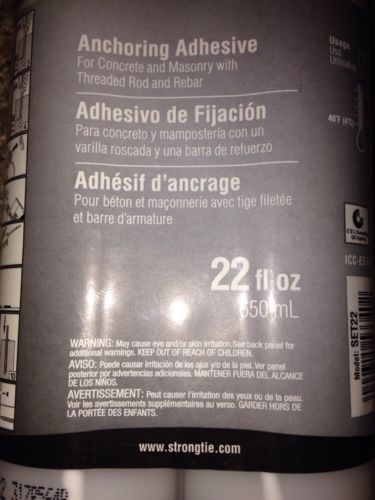 Anchoring Adhesive
For Concrete and Masonry with
Threaded Rod and Rebar
Adhesivo de Fijación
Para concreto y mampostería con un
varilla roscada y una barra de refuerzo
Adhésif d'ancrage
Pour béton et maçonnerie avec tige filetée
et barre d'armature
22 fl oz
650 mL
WARNING: May cause eye and/or skin irritation. See back panel for
additional warnings. KEEP OUT OF REACH OF CHILDREN.
AVISO: Puede causar irritación de los ojos y/o de la piel. Ver panel
posterior por advertencias adicionales. MANTENER FUERA DEL ALCANCE
DE LOS NIÑOS.
AVERTISSEMENT: Peut causer l'irritation des yeux ou de la peau.
Voir les avertissements supplémentaires au verso. GARDER HORS DE
LA PORTÉE DES ENFANTS.
www.strongtie.com
Usage
Uso
Utilisation
40°F (4°C)
ICC-ES
Model: SET22